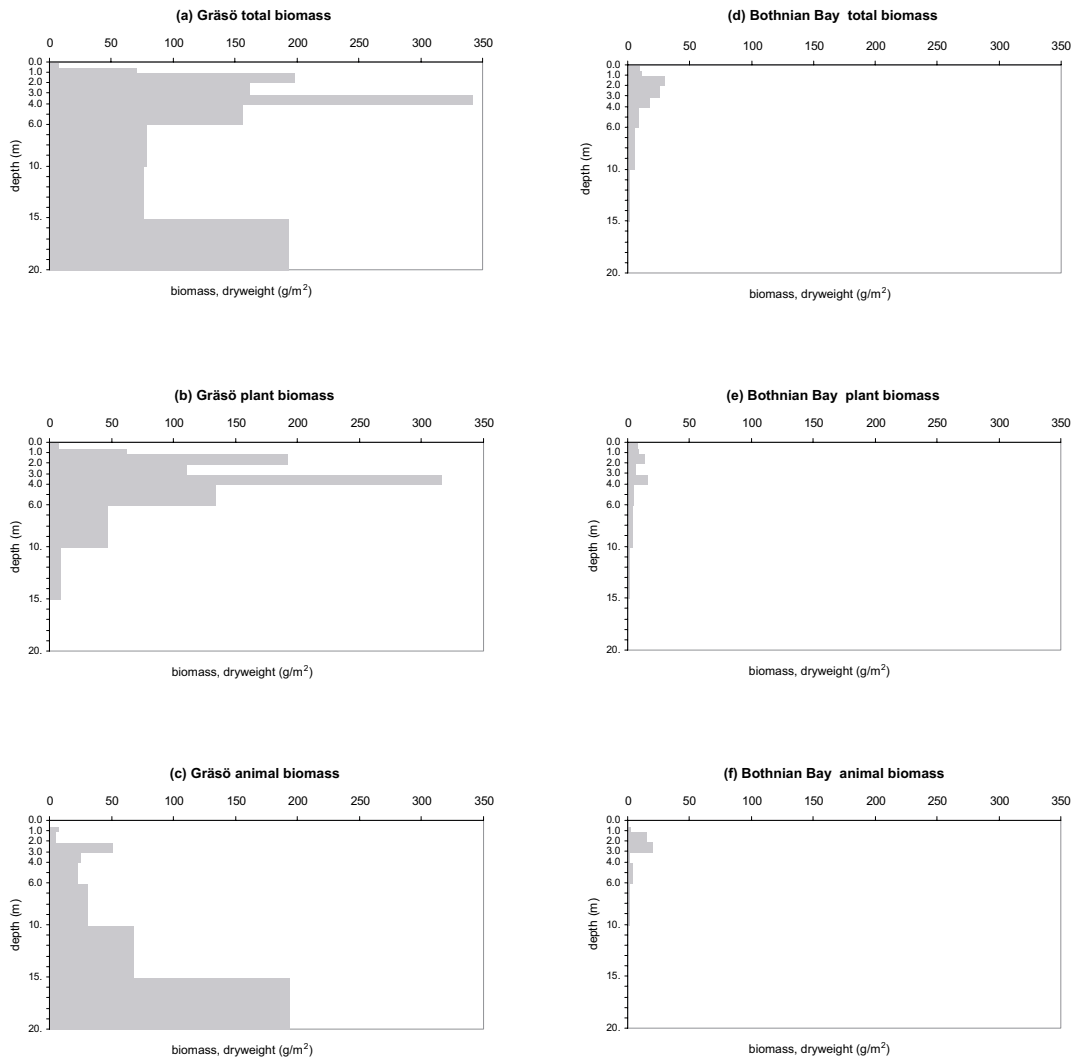 (a) Gräsö total biomass
0 50 100 150 200 250 300 350
0.0
1.0
2.0
3.0
4.0
6.0
10.
15.
20.
depth (m)
biomass, dryweight (g/m²)
(d) Bothnian Bay total biomass
0 50 100 150 200 250 300 350
0.0
1.0
2.0
3.0
4.0
6.0
10.
15.
20.
depth (m)
biomass, dryweight (g/m²)
(b) Gräsö plant biomass
0 50 100 150 200 250 300 350
0.0
1.0
2.0
3.0
4.0
6.0
10.
15.
20.
depth (m)
biomass, dryweight (g/m²)
(e) Bothnian Bay plant biomass
0 50 100 150 200 250 300 350
0.0
1.0
2.0
3.0
4.0
6.0
10.
15.
20.
depth (m)
biomass, dryweight (g/m²)
(c) Gräsö animal biomass
0 50 100 150 200 250 300 350
0.0
1.0
2.0
3.0
4.0
6.0
10.
15.
20.
depth (m)
biomass, dryweight (g/m²)
(f) Bothnian Bay animal biomass
0 50 100 150 200 250 300 350
0.0
1.0
2.0
3.0
4.0
6.0
10.
15.
20.
depth (m)
biomass, dryweight (g/m²)